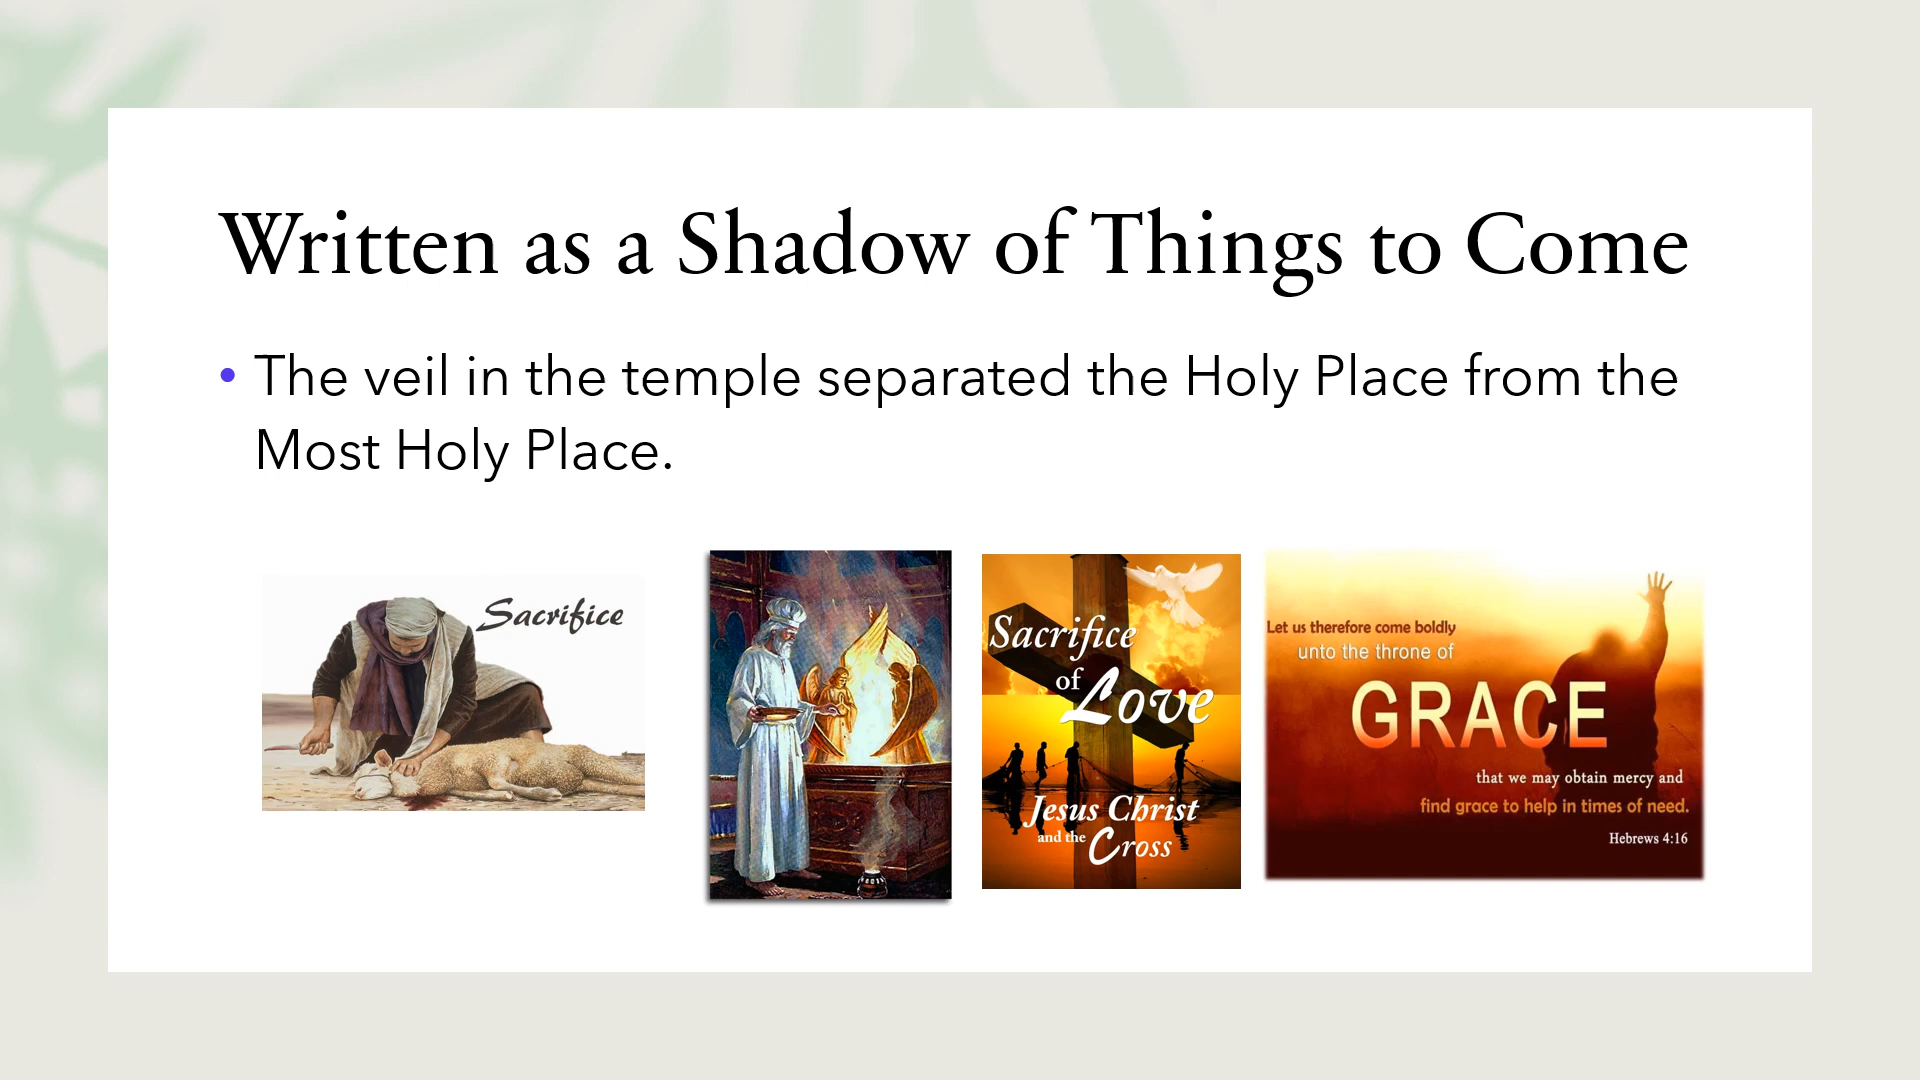 Written as a Shadow of Things to Come
• The veil in the temple separated the Holy Place from the
Most Holy Place.
Sacrifice
Sacrifice
of Love
Jesus Christ
and the Cross
Let us therefore come boldly
unto the throne of
GRACE
that we may obtain mercy and
find grace to help in times of need.
Hebrews 4:16